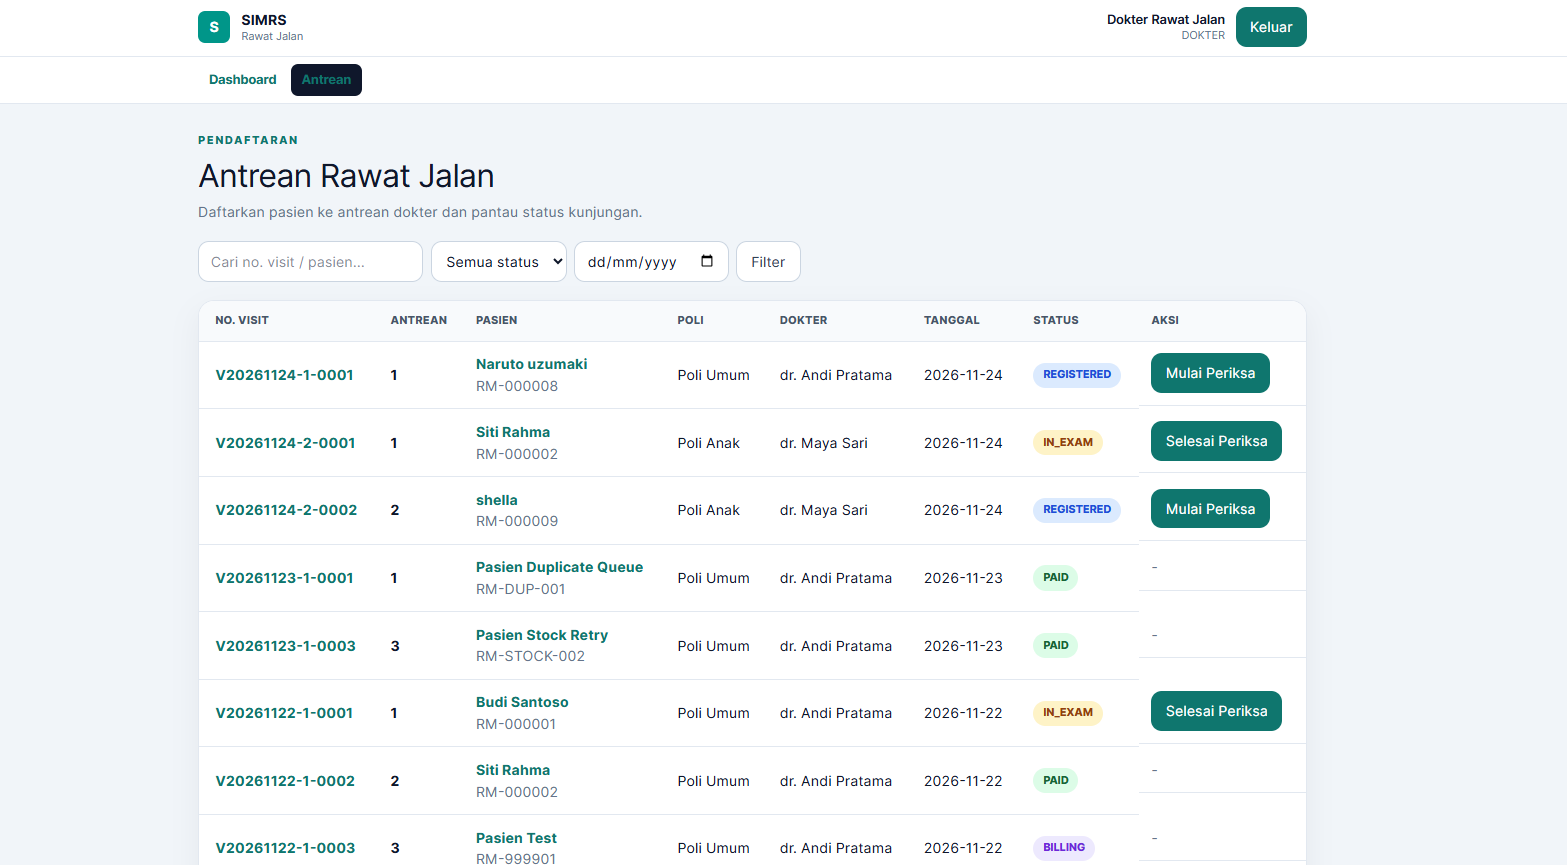 S
SIMRS
Rawat Jalan
Dokter Rawat Jalan
DOKTER
Keluar
Dashboard
Antrean
PENDAFTARAN
Antrean Rawat Jalan
Daftarkan pasien ke antrean dokter dan pantau status kunjungan.
Cari no. visit / pasien...
Semua status
dd/mm/yyyy
Filter
NO. VISIT ANTREAN PASIEN POLI DOKTER TANGGAL STATUS AKSI
V20261124-1-0001 1 Naruto uzumaki Poli Umum dr. Andi Pratama 2026-11-24 REGISTERED Mulai Periksa
RM-000008
V20261124-2-0001 1 Siti Rahma Poli Anak dr. Maya Sari 2026-11-24 IN_EXAM Selesai Periksa
RM-000002
V20261124-2-0002 2 shella Poli Anak dr. Maya Sari 2026-11-24 REGISTERED Mulai Periksa
RM-000009
V20261123-1-0001 1 Pasien Duplicate Queue Poli Umum dr. Andi Pratama 2026-11-23 PAID -
RM-DUP-001
V20261123-1-0003 3 Pasien Stock Retry Poli Umum dr. Andi Pratama 2026-11-23 PAID -
RM-STOCK-002
V20261122-1-0001 1 Budi Santoso Poli Umum dr. Andi Pratama 2026-11-22 IN_EXAM Selesai Periksa
RM-000001
V20261122-1-0002 2 Siti Rahma Poli Umum dr. Andi Pratama 2026-11-22 PAID -
RM-000002
V20261122-1-0003 3 Pasien Test Poli Umum dr. Andi Pratama 2026-11-22 BILLING -
RM-999901